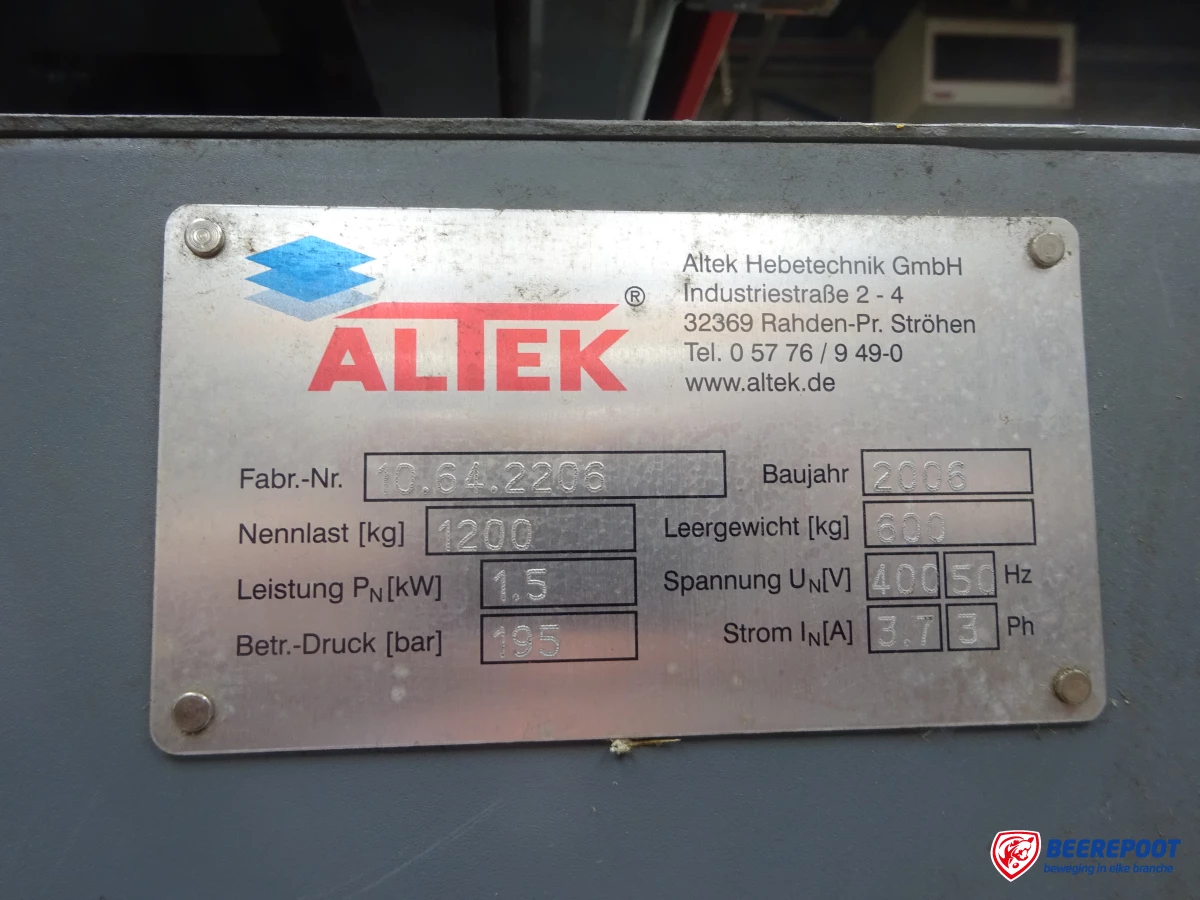 ALTEK ®
Altek Hebetechnik GmbH
Industriestraße 2 - 4
32369 Rahden-Pr. Ströhen
Tel. 0 57 76 / 9 49-0
www.altek.de
Fabr.-Nr. 10.64.2206 Baujahr 2006
Nennlast [kg] 1200 Leergewicht [kg] 600
Leistung PN [kW] 1.5 Spannung UN[V] 400 50 Hz
Betr.-Druck [bar] 195 Strom IN[A] 3.7 3 Ph
BEEREPOOT
beweging in elke branche